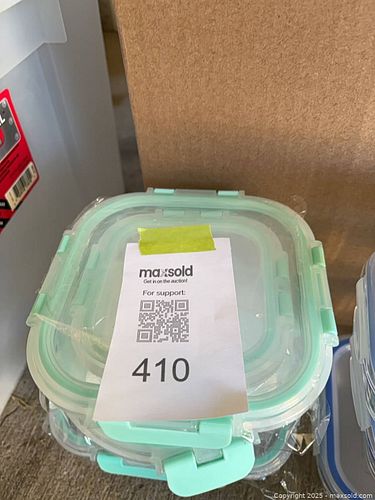 maxsold
Get in on the auction!
For support:
410
Copyright © 2025 - maxsold.com